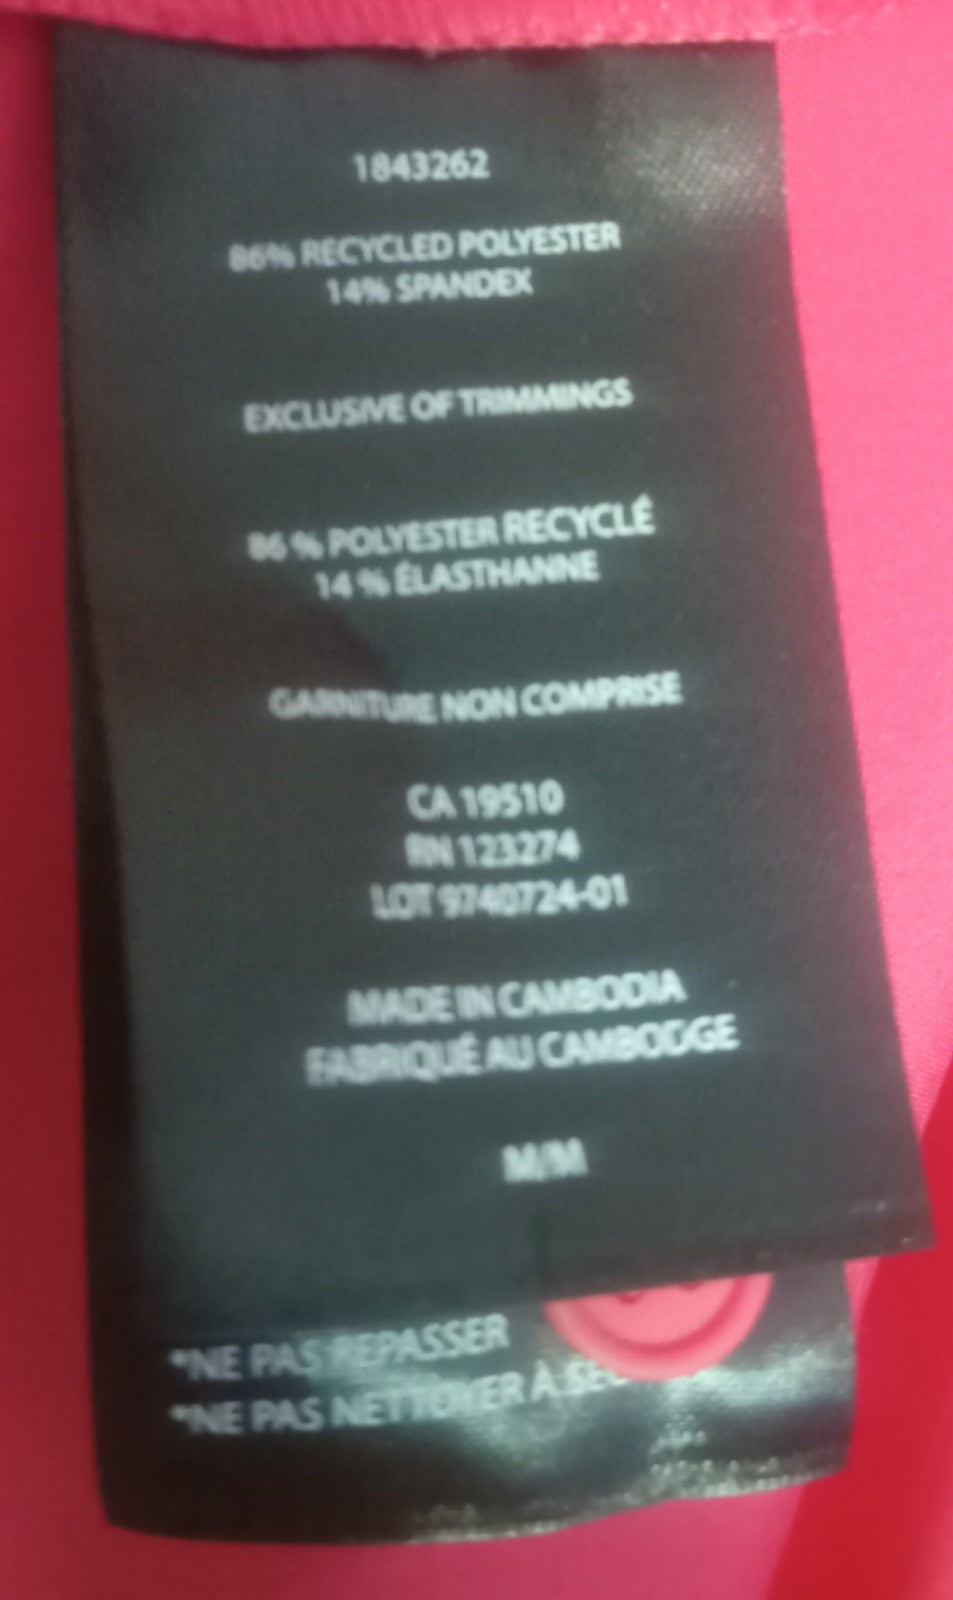 1843262
86% RECYCLED POLYESTER
14% SPANDEX
EXCLUSIVE OF TRIMMINGS
86 % POLYESTER RECYCLÉ
14 % ÉLASTHANNE
GARNITURE NON COMPRISE
CA 19510
RN 123274
LOT 9740724-01
MADE IN CAMBODIA
FABRIQUÉ AU CAMBODGE
M/M
*NE PAS REPASSER
*NE PAS NETTOYER À